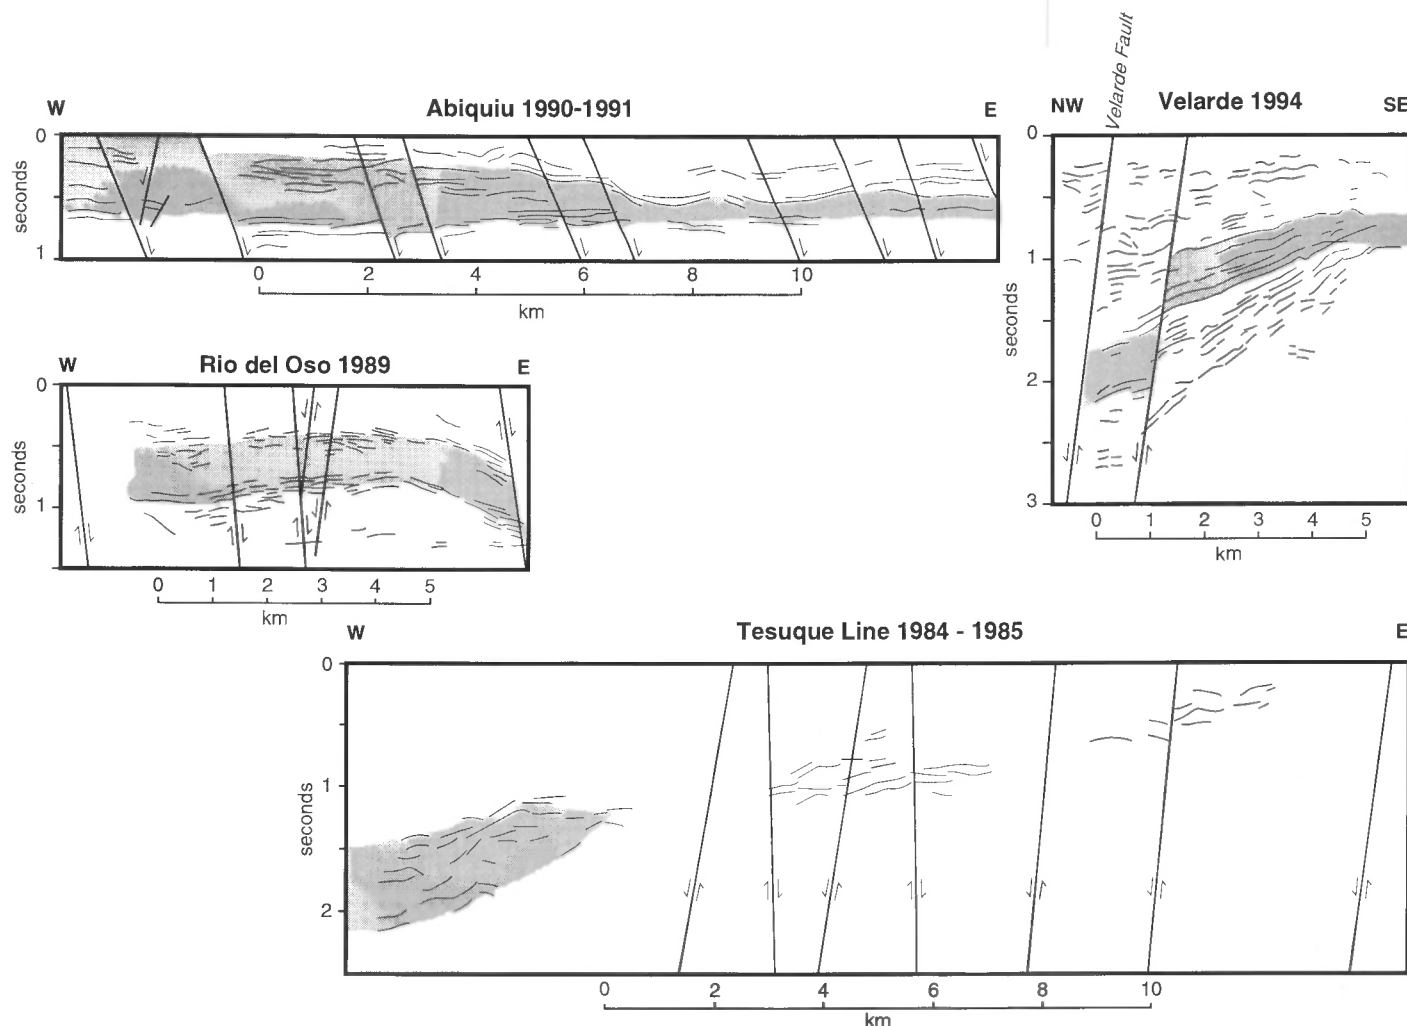 Velarde Fault
W
Abiquiu 1990-1991
E
0
seconds
1
0 2 4 6 8 10
km
NW
Velarde 1994
SE
0
1
seconds
2
3
0 1 2 3 4 5
km
W
Rio del Oso 1989
E
0
seconds
1
0 1 2 3 4 5
km
W
Tesuque Line 1984 - 1985
E
0
1
seconds
2
0 2 4 6 8 10
km